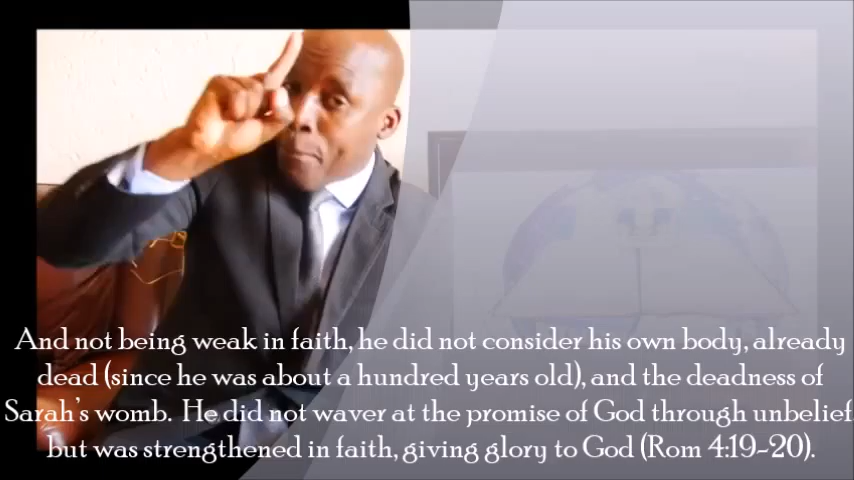 And not being weak in faith, he did not consider his own body, already
dead (since he was about a hundred years old), and the deadness of
Sarah's womb. He did not waver at the promise of God through unbelief
but was strengthened in faith, giving glory to God (Rom 4:19-20).